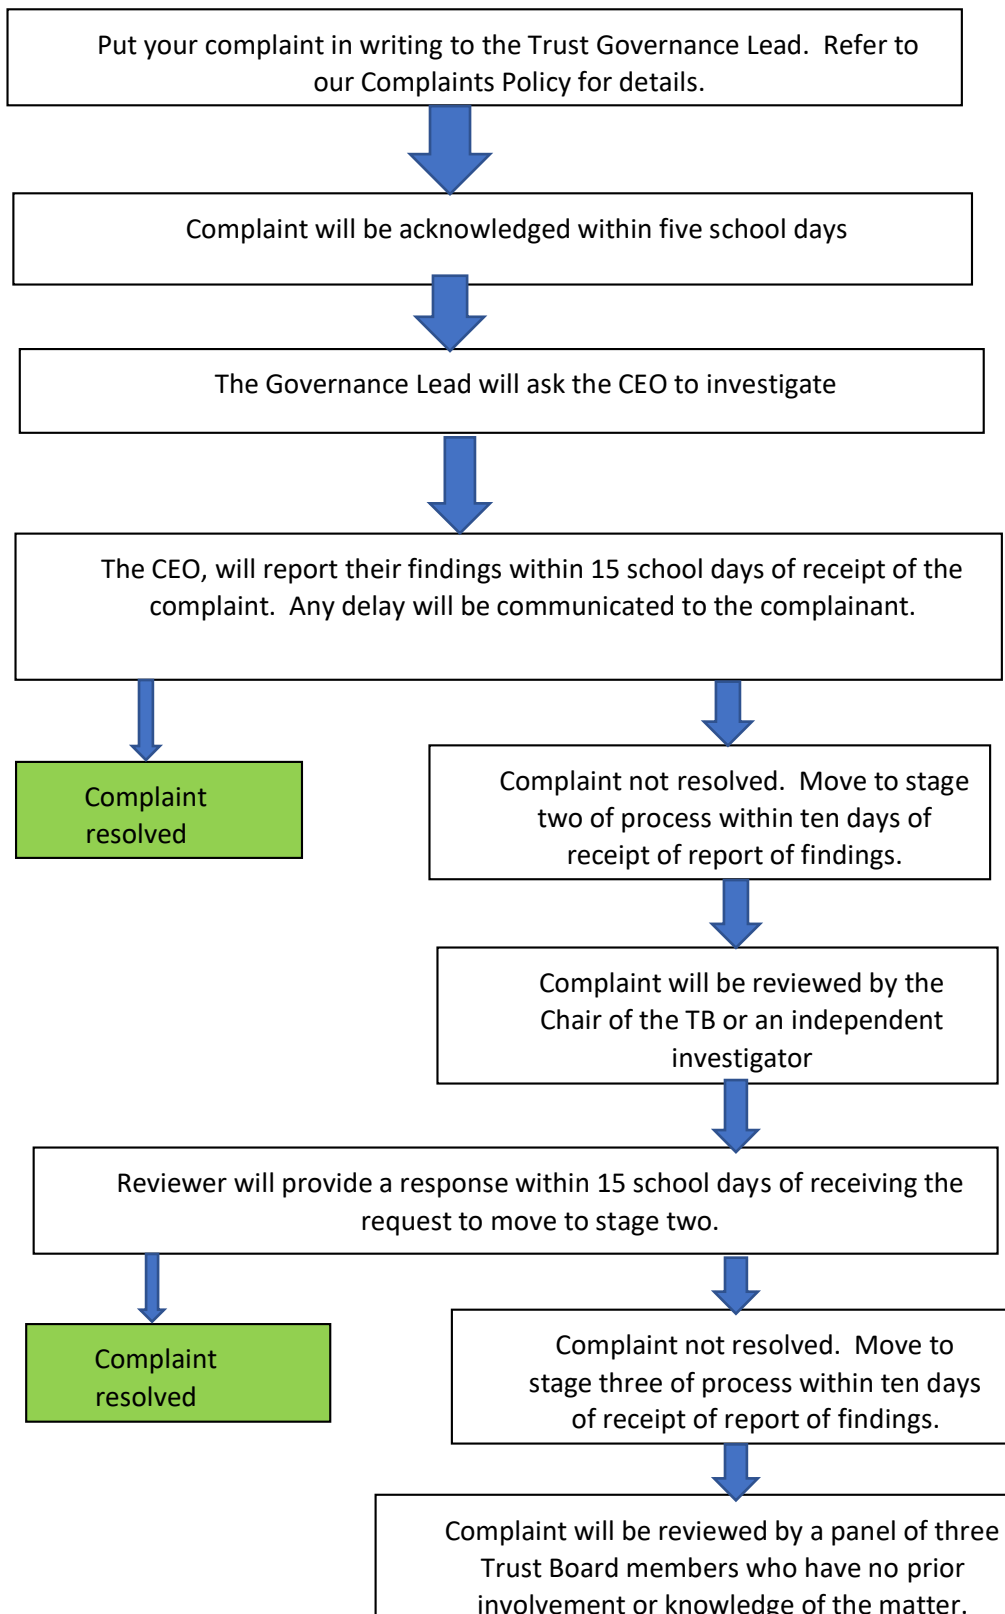 Put your complaint in writing to the Trust Governance Lead.  Refer to
our Complaints Policy for details.
Complaint will be acknowledged within five school days
The Governance Lead will ask the CEO to investigate
The CEO, will report their findings within 15 school days of receipt of the
complaint.  Any delay will be communicated to the complainant.
Complaint
resolved
Complaint not resolved.  Move to stage
two of process within ten days of
receipt of report of findings.
Complaint will be reviewed by the
Chair of the TB or an independent
investigator
Reviewer will provide a response within 15 school days of receiving the
request to move to stage two.
Complaint
resolved
Complaint not resolved.  Move to
stage three of process within ten days
of receipt of report of findings.
Complaint will be reviewed by a panel of three
Trust Board members who have no prior
involvement or knowledge of the matter.